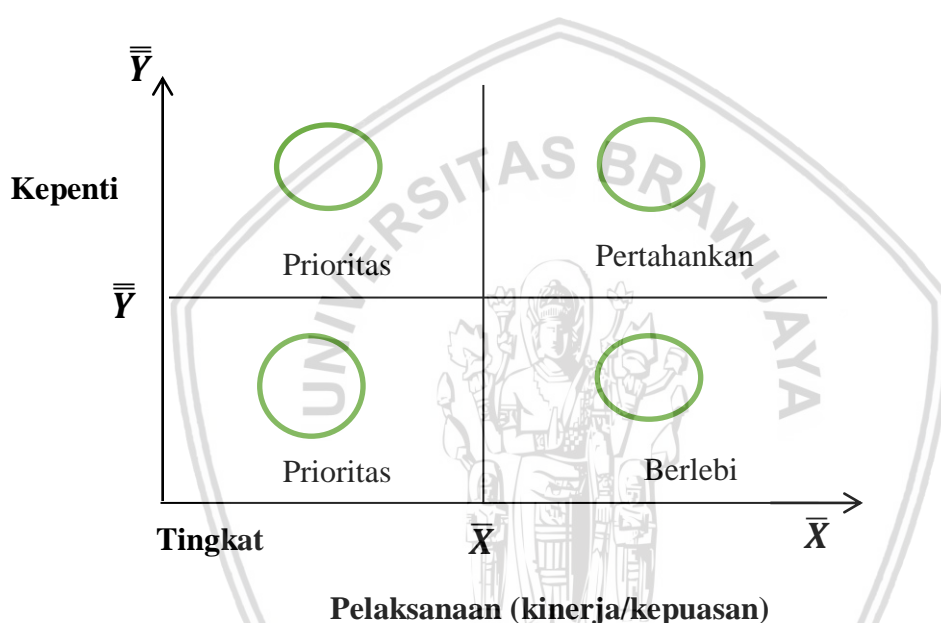 Y̿
Kepenti
Prioritas
Pertahankan
Y̿
Prioritas
Berlebi
Tingkat
X̿
X̿
Pelaksanaan (kinerja/kepuasan)
UNIVERSITAS BRAWIJAYA